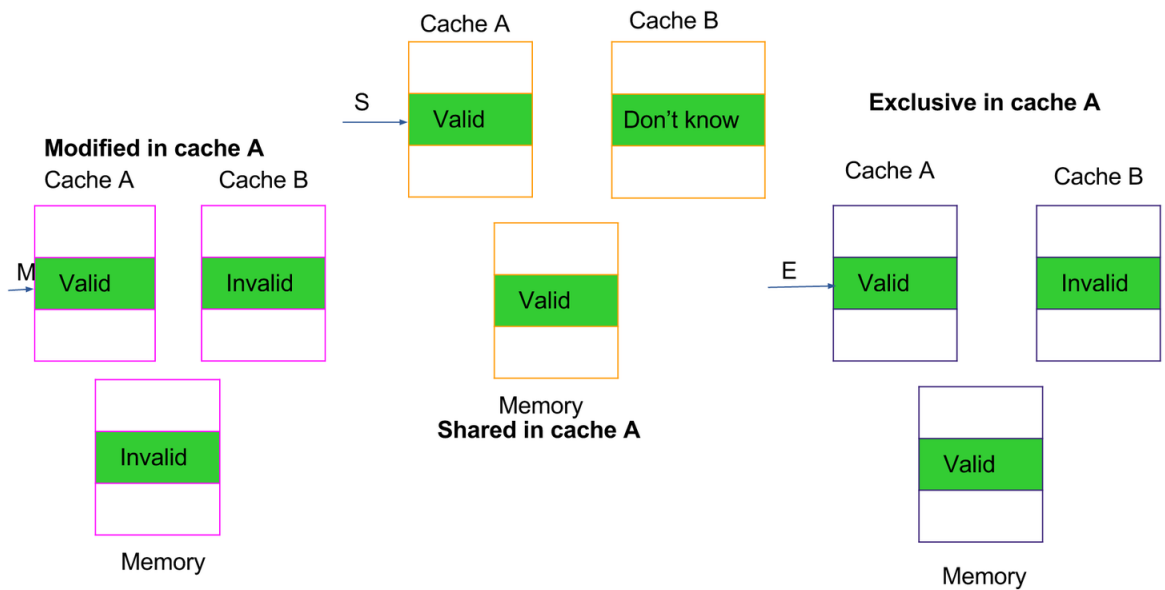 Modified in cache A
Cache A
Cache B
M
Valid
Invalid
Invalid
Memory
Cache A
Cache B
S
Valid
Don't know
Valid
Memory
Shared in cache A
Exclusive in cache A
Cache A
Cache B
E
Valid
Invalid
Valid
Memory